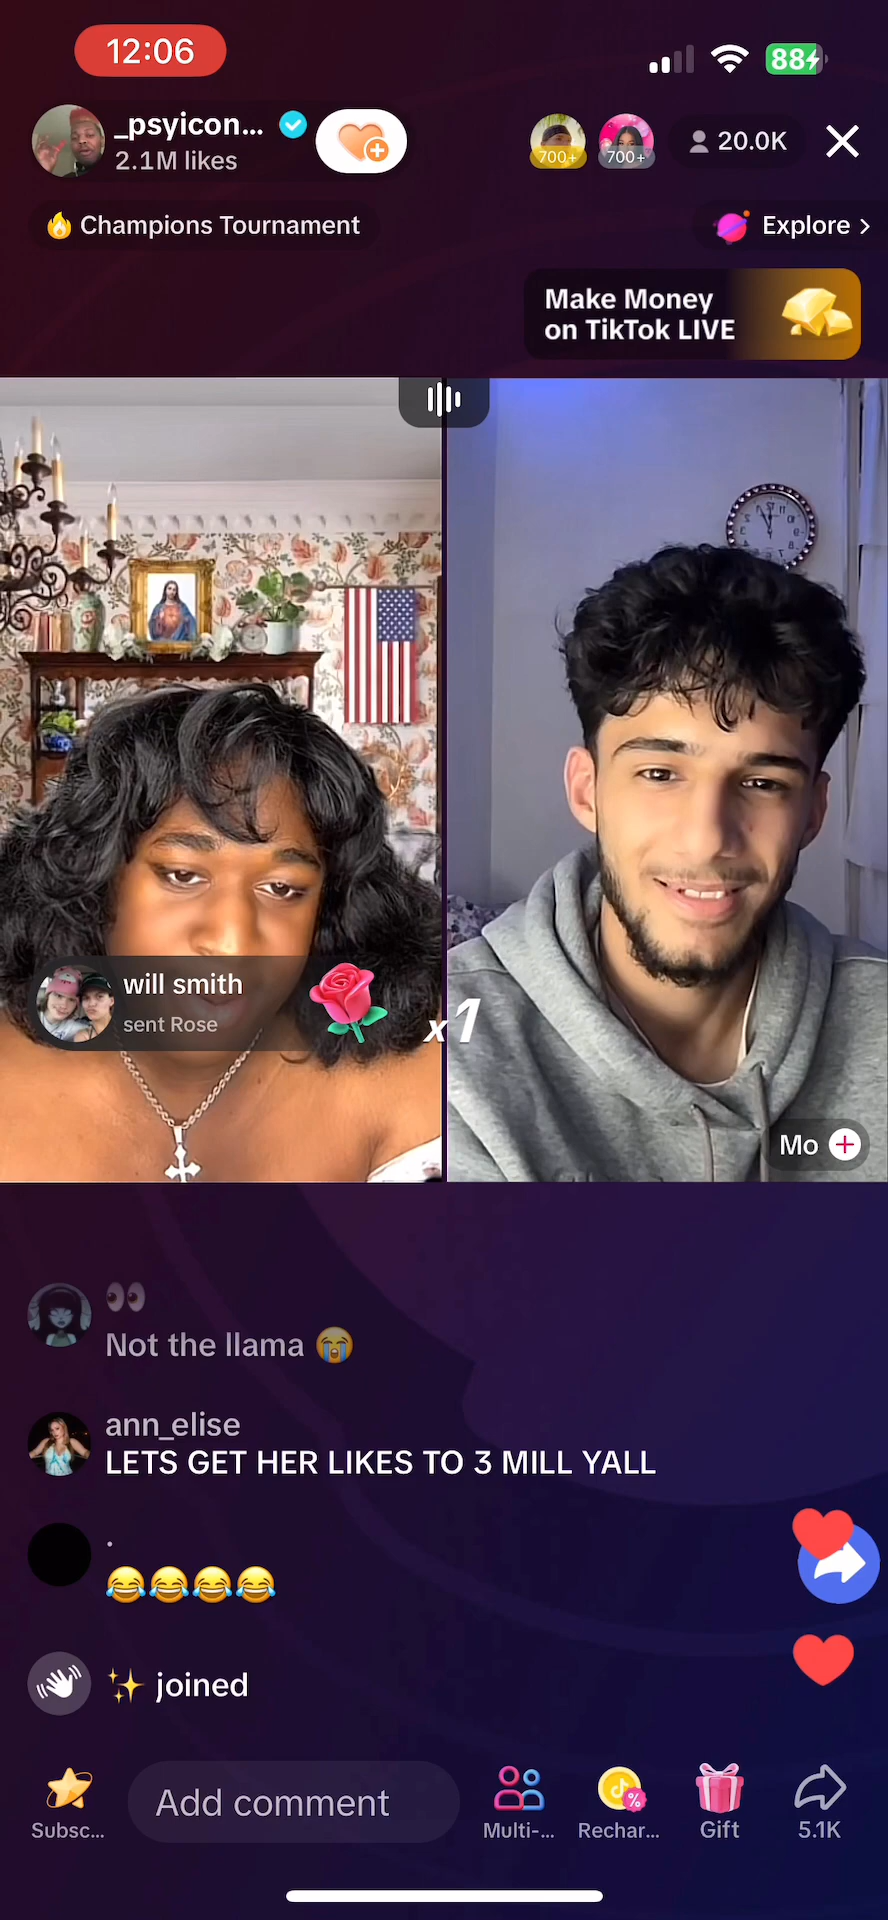 12:06
88
_psyicon...
2.1M likes
700+
700+
20.0K
Champions Tournament
Explore >
Make Money
on TikTok LIVE
will smith
sent Rose
x1
Mo
👀
Not the llama 😭
ann_elise
LETS GET HER LIKES TO 3 MILL YALL
.
😂😂😂😂
✨ joined
Subsc...
Add comment
Multi-...
Rechar...
Gift
5.1K